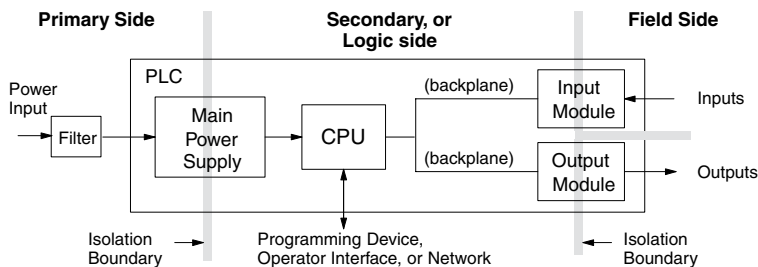 Primary Side
Secondary, or
Logic side
Field Side
PLC
Power
Input
Filter
Main
Power
Supply
CPU
(backplane)
(backplane)
Input
Module
Output
Module
Inputs
Outputs
Isolation
Boundary
Programming Device,
Operator Interface, or Network
Isolation
Boundary